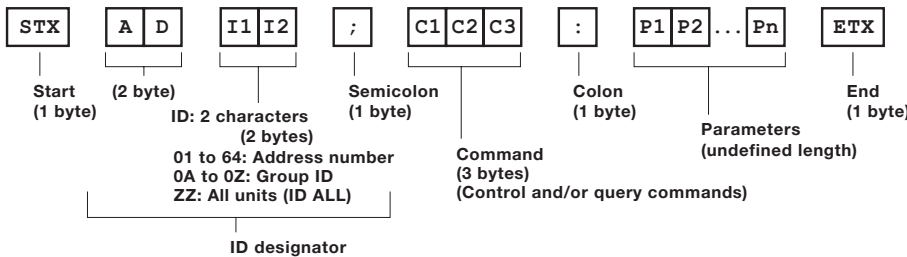 STX A D I1 I2 ; C1 C2 C3 : P1 P2 ... Pn ETX
Start
(1 byte)
(2 byte)
ID: 2 characters
(2 bytes)
01 to 64: Address number
0A to 0Z: Group ID
ZZ: All units (ID ALL)
ID designator
Semicolon
(1 byte)
Command
(3 bytes)
(Control and/or query commands)
Colon
(1 byte)
Parameters
(undefined length)
End
(1 byte)